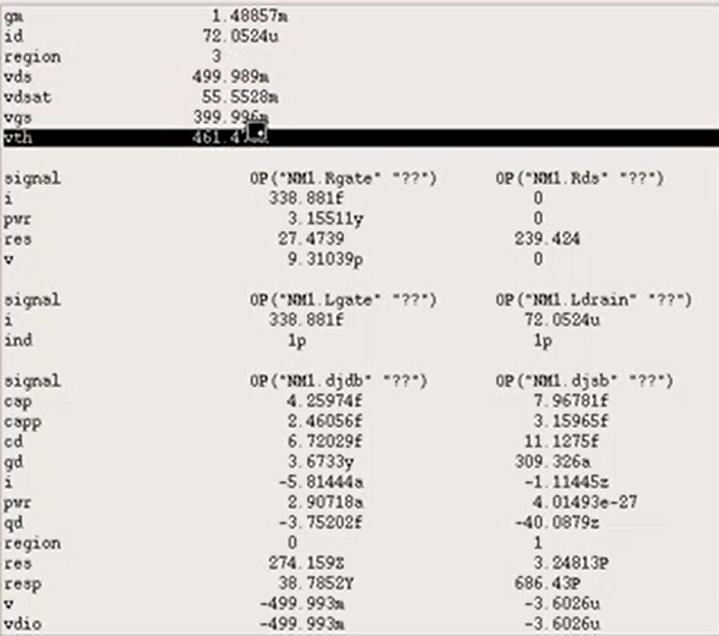 gm 1.48857m
id 72.0524u
region 3
vds 499.989m
vdsat 55.5528m
vgs 399.996m
vth
signal OP("NM1.Rgate" "??") OP("NM1.Rds" "??")
i 338.881f 0
pwr 3.15511y 0
res 27.4739 239.424
v 9.31039p 0
signal OP("NM1.Lgate" "??") OP("NM1.Ldrain" "??")
i 338.881f 72.0524u
ind 1p 1p
signal OP("NM1.djdb" "??") OP("NM1.djsb" "??")
cap 4.25974f 7.96781f
capp 2.46056f 3.15965f
cd 6.72029f 11.1275f
gd 3.6733y 309.326a
i -5.81444a -1.11445z
pwr 2.90718a 4.01493e-27
qd -3.75202f -40.0879z
region 0 1
res 274.159Z 3.24813P
resp 38.7852Y 686.43P
v -499.993m -3.6026u
vdio -499.993m -3.6026u